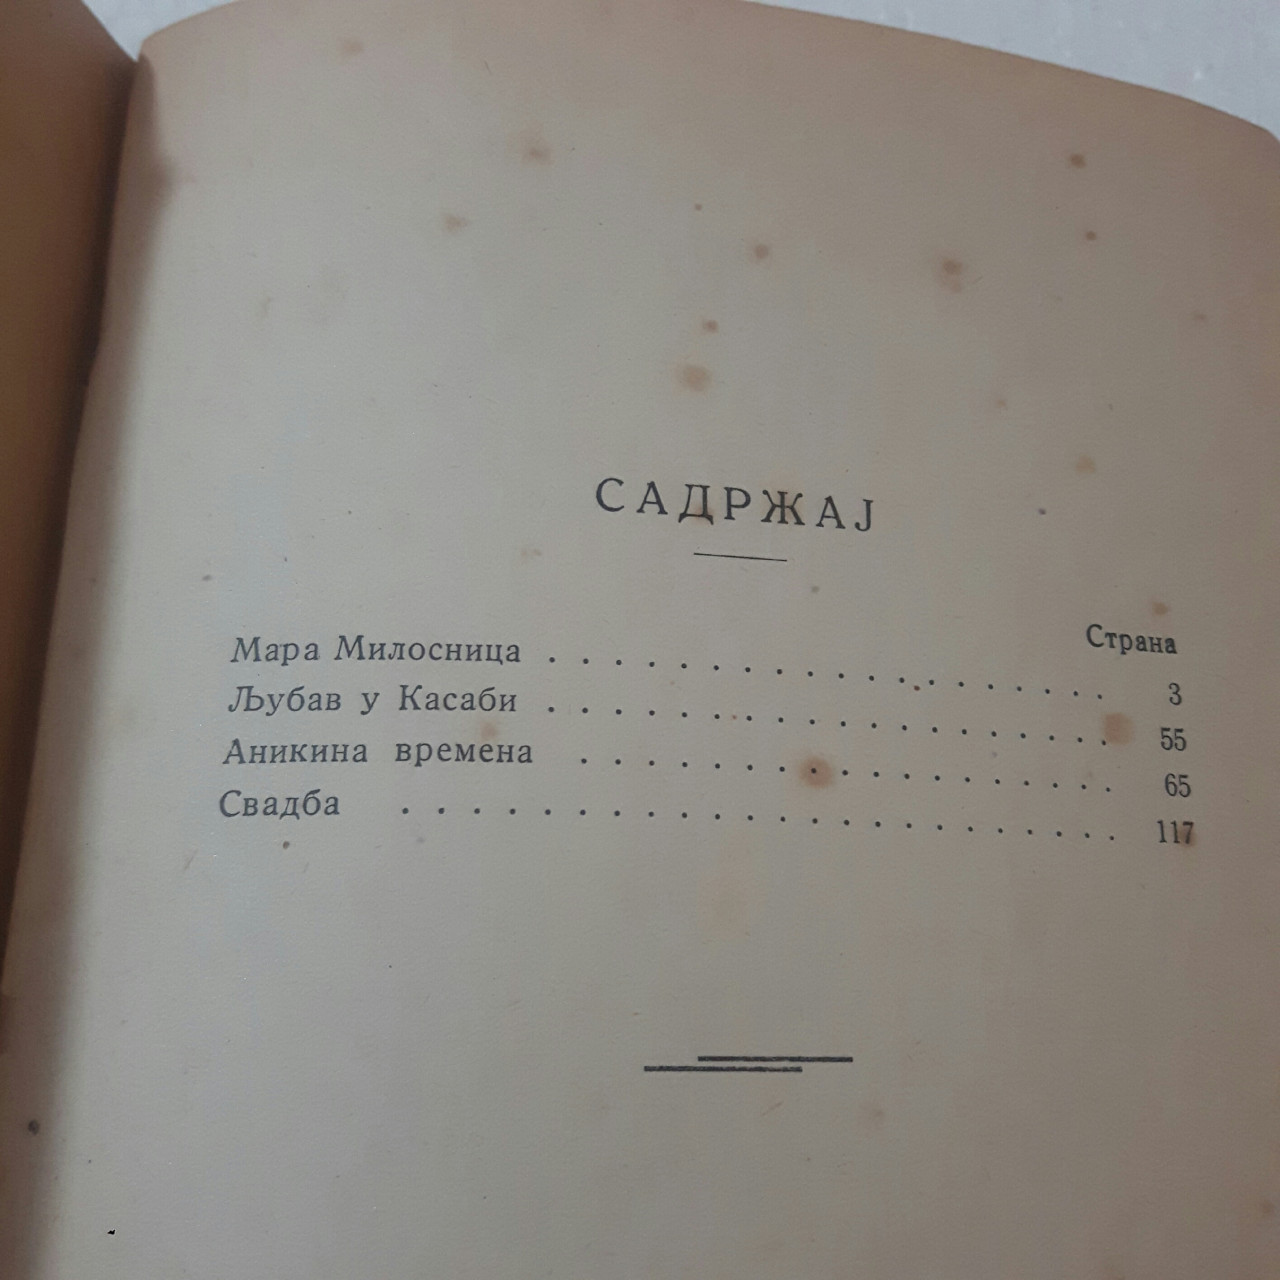 САДРЖАЈ
Страна
Мара Милосница . . . . . . . . . . . . . . . . . . 3
Љубав у Касаби . . . . . . . . . . . . . . . . . . 55
Аникина времена . . . . . . . . . . . . . . . . . 65
Свадба . . . . . . . . . . . . . . . . . . . . . . 117